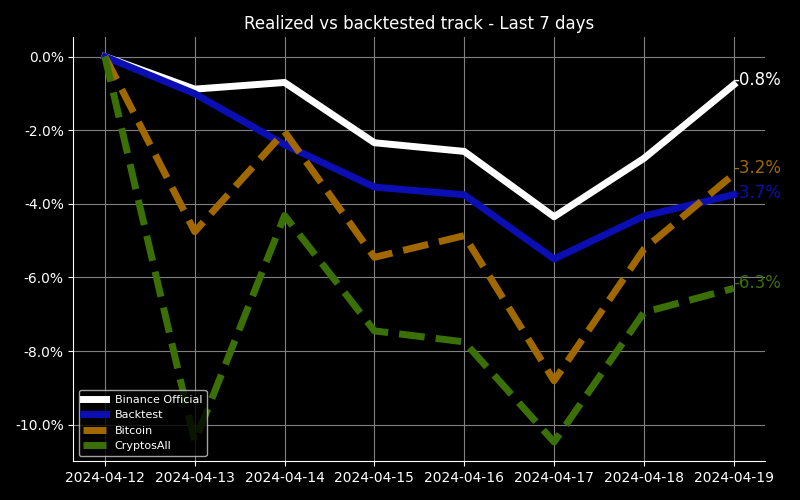 Realized vs backtested track - Last 7 days
0.0%
-2.0%
-4.0%
-6.0%
-8.0%
-10.0%
-0.8%
-3.2%
-3.7%
-6.3%
Binance Official
Backtest
Bitcoin
CryptosAll
2024-04-12 2024-04-13 2024-04-14 2024-04-15 2024-04-16 2024-04-17 2024-04-18 2024-04-19